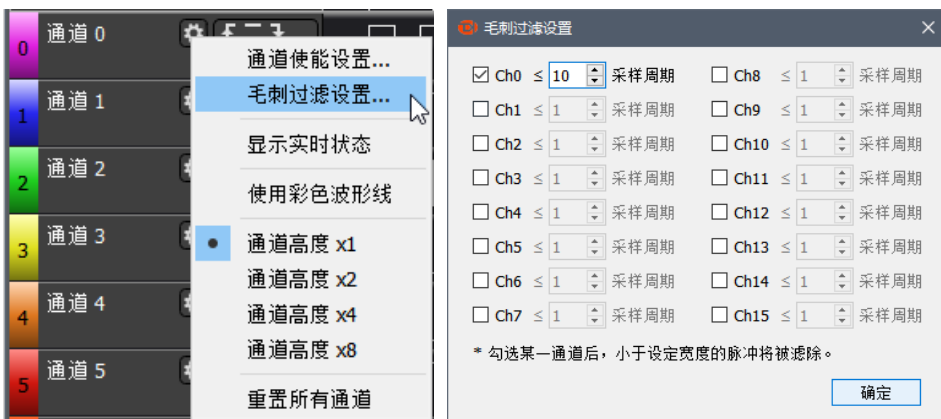 0
通道 0
1
通道 1
2
通道 2
3
通道 3
4
通道 4
5
通道 5
通道使能设置...
毛刺过滤设置...
显示实时状态
使用彩色波形线
● 通道高度 x1
通道高度 x2
通道高度 x4
通道高度 x8
重置所有通道
毛刺过滤设置
Ch0 ≤ 10 采样周期
Ch1 ≤ 1 采样周期
Ch2 ≤ 1 采样周期
Ch3 ≤ 1 采样周期
Ch4 ≤ 1 采样周期
Ch5 ≤ 1 采样周期
Ch6 ≤ 1 采样周期
Ch7 ≤ 1 采样周期
Ch8 ≤ 1 采样周期
Ch9 ≤ 1 采样周期
Ch10 ≤ 1 采样周期
Ch11 ≤ 1 采样周期
Ch12 ≤ 1 采样周期
Ch13 ≤ 1 采样周期
Ch14 ≤ 1 采样周期
Ch15 ≤ 1 采样周期
* 勾选某一通道后，小于设定宽度的脉冲将被滤除。
确定